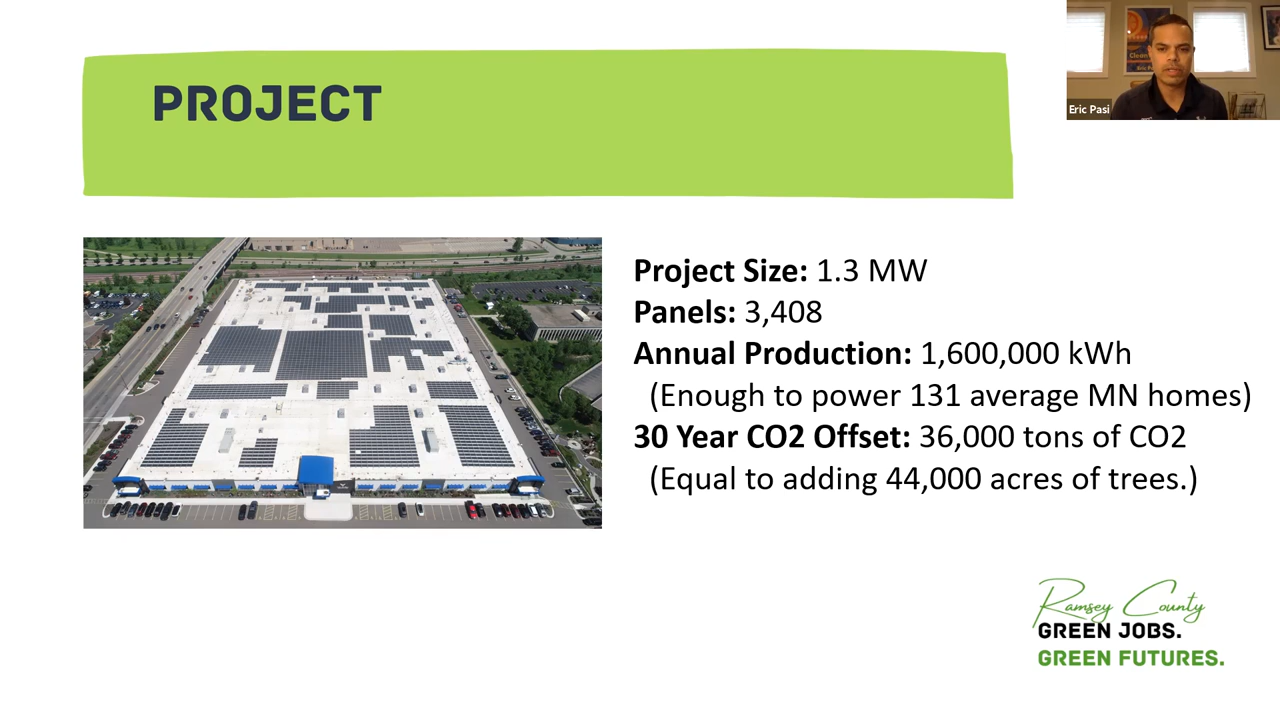 PROJECT
Eric Pasi
Project Size: 1.3 MW
Panels: 3,408
Annual Production: 1,600,000 kWh
(Enough to power 131 average MN homes)
30 Year CO2 Offset: 36,000 tons of CO2
(Equal to adding 44,000 acres of trees.)
Ramsey County
GREEN JOBS.
GREEN FUTURES.